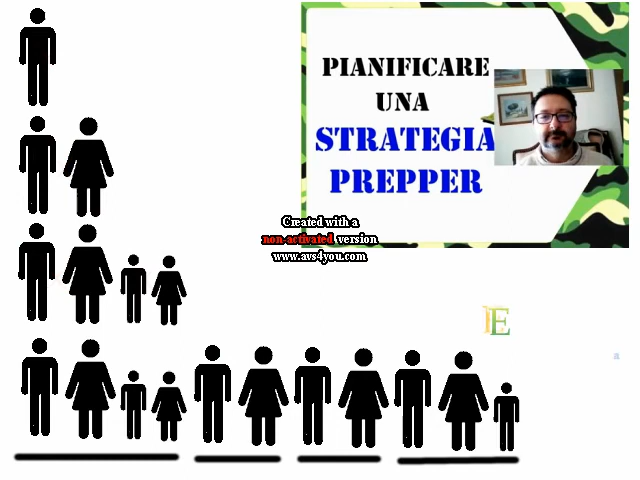 PIANIFICARE
UNA
STRATEGIA
PREPPER
Created with a
non-activated version
www.avs4you.com
E